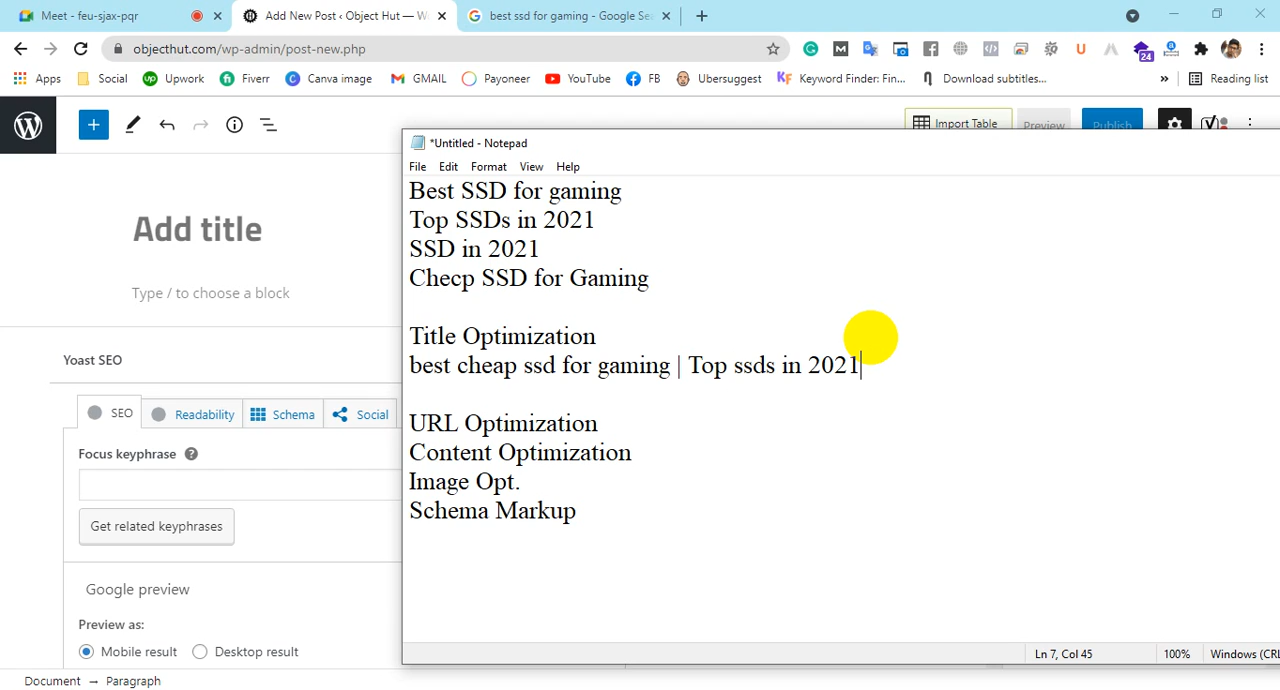 Meet - feu-sjax-pqr
Add New Post ‹ Object Hut — W
best ssd for gaming - Google Se
objecthut.com/wp-admin/post-new.php
24
Apps
Social
Upwork
Fiverr
Canva image
GMAIL
Payoneer
YouTube
FB
Ubersuggest
Keyword Finder: Fin...
Download subtitles...
»
Reading list
Import Table
Preview
Publish
*Untitled - Notepad
File Edit Format View Help
Best SSD for gaming
Top SSDs in 2021
SSD in 2021
Checp SSD for Gaming
Title Optimization
best cheap ssd for gaming | Top ssds in 2021
URL Optimization
Content Optimization
Image Opt.
Schema Markup
Ln 7, Col 45
100%
Windows (CRL
Add title
Type / to choose a block
Yoast SEO
SEO
Readability
Schema
Social
Focus keyphrase
Get related keyphrases
Google preview
Preview as:
Mobile result
Desktop result
Document → Paragraph